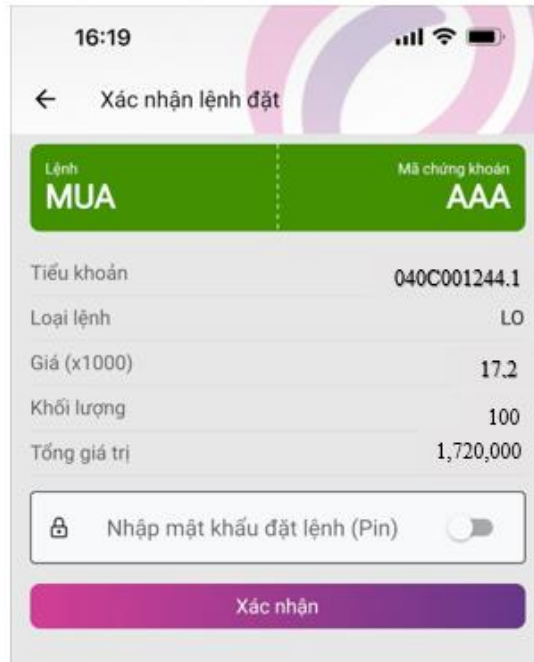 16:19
Xác nhận lệnh đặt
Lệnh Mã chứng khoán
MUA AAA
Tiểu khoản 040C001244.1
Loại lệnh LO
Giá (x1000) 17.2
Khối lượng 100
Tổng giá trị 1,720,000
Nhập mật khẩu đặt lệnh (Pin)
Xác nhận